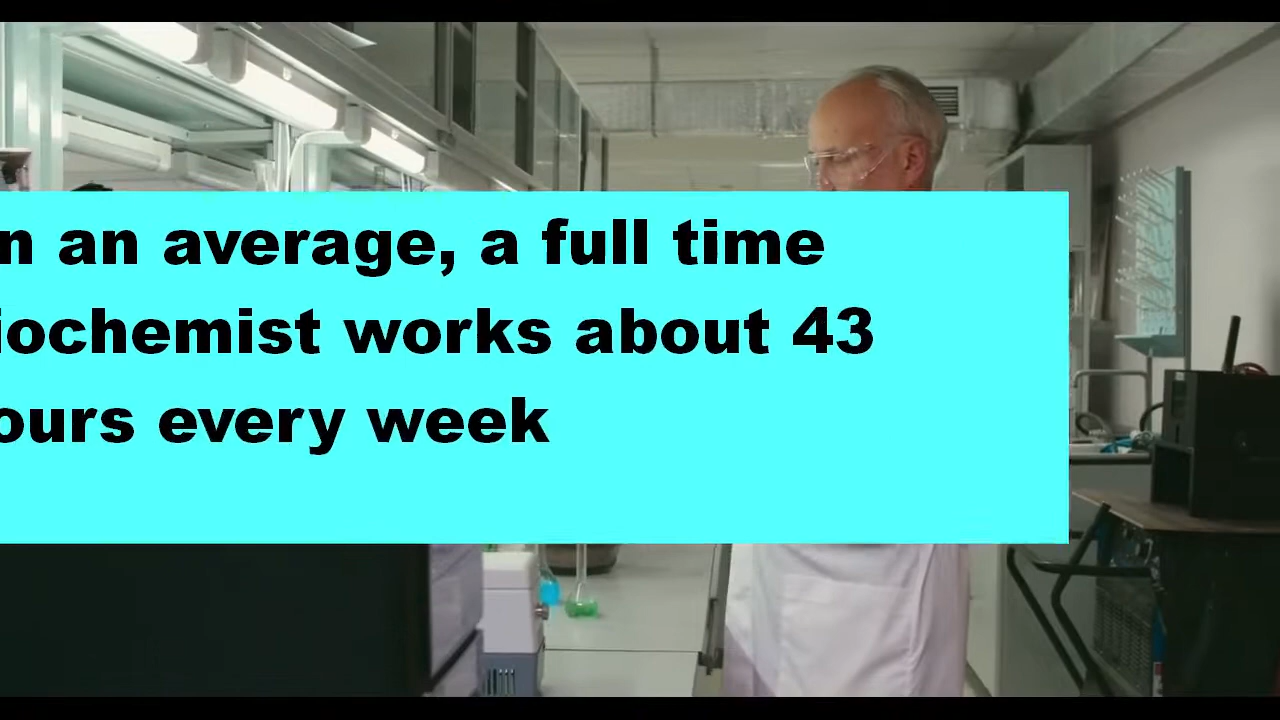 n an average, a full time
iochemist works about 43
ours every week